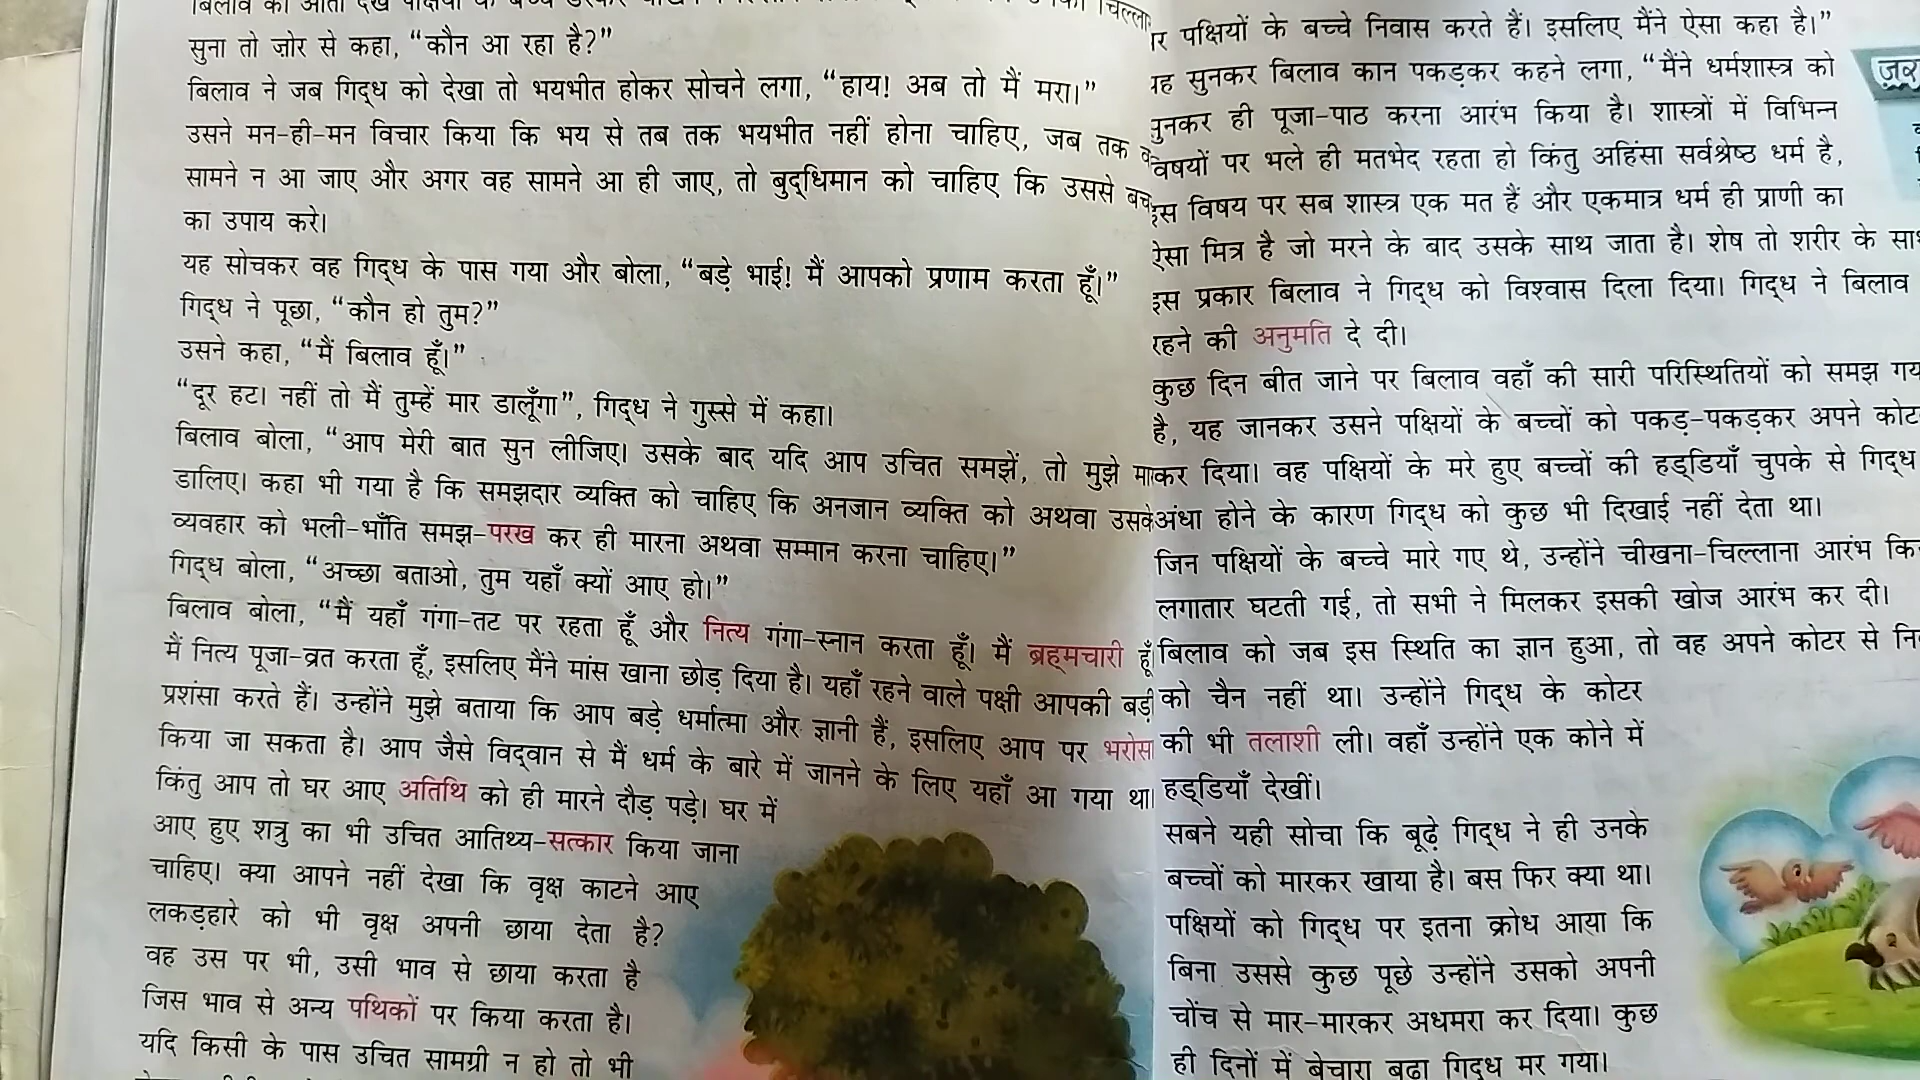 सुना तो ज़ोर से कहा, “कौन आ रहा है?”
बिलाव ने जब गिद्ध को देखा तो भयभीत होकर सोचने लगा, “हाय! अब तो मैं मरा।”
उसने मन-ही-मन विचार किया कि भय से तब तक भयभीत नहीं होना चाहिए, जब तक
सामने न आ जाए और अगर वह सामने आ ही जाए, तो बुद्धिमान को चाहिए कि उससे बच
का उपाय करे।
यह सोचकर वह गिद्ध के पास गया और बोला, “बड़े भाई! मैं आपको प्रणाम करता हूँ।”
गिद्ध ने पूछा, “कौन हो तुम?”
उसने कहा, “मैं बिलाव हूँ।”
“दूर हट। नहीं तो मैं तुम्हें मार डालूँगा”, गिद्ध ने गुस्से में कहा।
बिलाव बोला, “आप मेरी बात सुन लीजिए। उसके बाद यदि आप उचित समझें, तो मुझे मा
डालिए। कहा भी गया है कि समझदार व्यक्ति को चाहिए कि अनजान व्यक्ति को अथवा उसके
व्यवहार को भली-भाँति समझ-परख कर ही मारना अथवा सम्मान करना चाहिए।”
गिद्ध बोला, “अच्छा बताओ, तुम यहाँ क्यों आए हो।”
बिलाव बोला, “मैं यहाँ गंगा-तट पर रहता हूँ और नित्य गंगा-स्नान करता हूँ। मैं ब्रह्मचारी हूँ
मैं नित्य पूजा-व्रत करता हूँ, इसलिए मैंने मांस खाना छोड़ दिया है। यहाँ रहने वाले पक्षी आपकी बड़ी
प्रशंसा करते हैं। उन्होंने मुझे बताया कि आप बड़े धर्मात्मा और ज्ञानी हैं, इसलिए आप पर भरोसा
किया जा सकता है। आप जैसे विद्वान से मैं धर्म के बारे में जानने के लिए यहाँ आ गया था।
किंतु आप तो घर आए अतिथि को ही मारने दौड़ पड़े। घर में
आए हुए शत्रु का भी उचित आतिथ्य-सत्कार किया जाना
चाहिए। क्या आपने नहीं देखा कि वृक्ष काटने आए
लकड़हारे को भी वृक्ष अपनी छाया देता है?
वह उस पर भी, उसी भाव से छाया करता है
जिस भाव से अन्य पथिकों पर किया करता है।
यदि किसी के पास उचित सामग्री न हो तो भी
पक्षियों के बच्चे निवास करते हैं। इसलिए मैंने ऐसा कहा है।”
सुनकर बिलाव कान पकड़कर कहने लगा, “मैंने धर्मशास्त्र को
ही पूजा-पाठ करना आरंभ किया है। शास्त्रों में विभिन्न
पर भले ही मतभेद रहता हो किंतु अहिंसा सर्वश्रेष्ठ धर्म है,
इस विषय पर सब शास्त्र एक मत हैं और एकमात्र धर्म ही प्राणी का
ऐसा मित्र है जो मरने के बाद उसके साथ जाता है। शेष तो शरीर के
इस प्रकार बिलाव ने गिद्ध को विश्वास दिला दिया। गिद्ध ने बिलाव
रहने की अनुमति दे दी।
कुछ दिन बीत जाने पर बिलाव वहाँ की सारी परिस्थितियों को समझ
है, यह जानकर उसने पक्षियों के बच्चों को पकड़-पकड़कर अपने
कर दिया। वह पक्षियों के मरे हुए बच्चों की हड्डियाँ चुपके से गिद्ध
अंधा होने के कारण गिद्ध को कुछ भी दिखाई नहीं देता था।
जिन पक्षियों के बच्चे मारे गए थे, उन्होंने चीखना-चिल्लाना आरंभ
लगातार घटती गई, तो सभी ने मिलकर इसकी खोज आरंभ कर दी।
बिलाव को जब इस स्थिति का ज्ञान हुआ, तो वह अपने कोटर से
को चैन नहीं था। उन्होंने गिद्ध के कोटर
की भी तलाशी ली। वहाँ उन्होंने एक कोने में
हड्डियाँ देखीं।
सबने यही सोचा कि बूढ़े गिद्ध ने ही उनके
बच्चों को मारकर खाया है। बस फिर क्या था।
पक्षियों को गिद्ध पर इतना क्रोध आया कि
बिना उससे कुछ पूछे उन्होंने उसको अपनी
चोंच से मार-मारकर अधमरा कर दिया। कुछ
ही दिनों में बेचारा बूढ़ा गिद्ध मर गया।